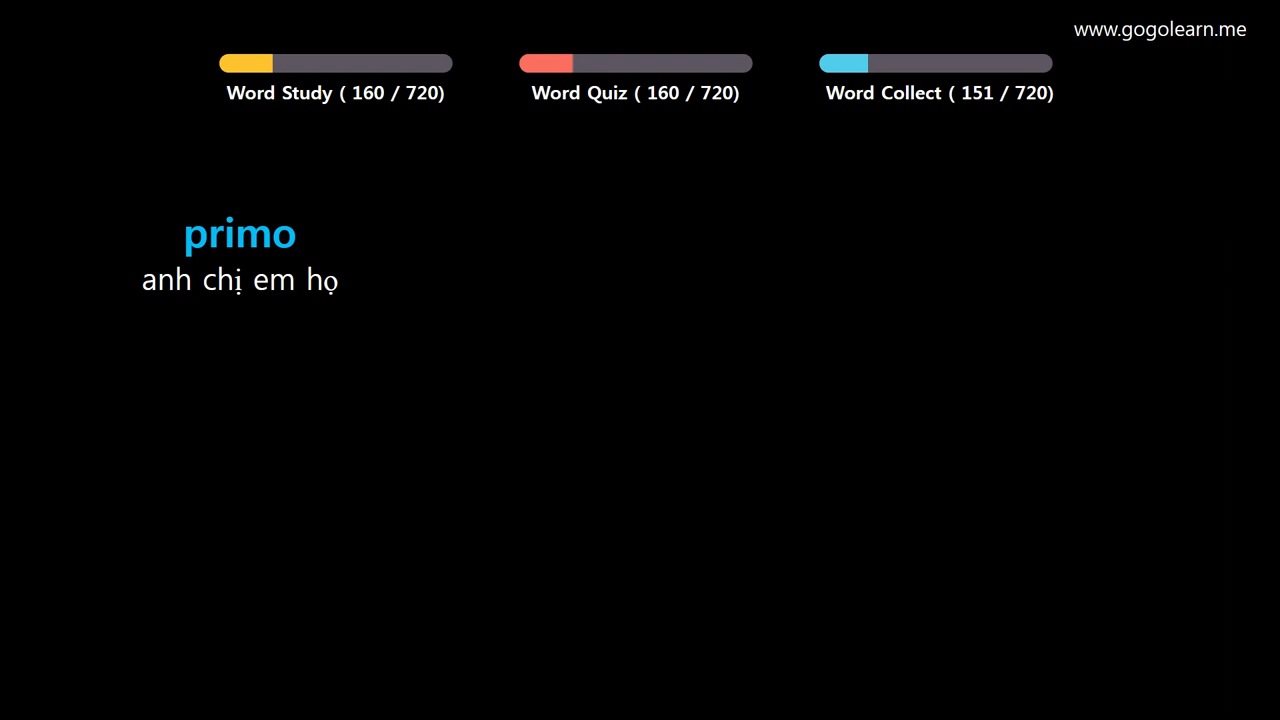 www.gogolearn.me
Word Study ( 160 / 720)
Word Quiz ( 160 / 720)
Word Collect ( 151 / 720)
primo
anh chị em họ